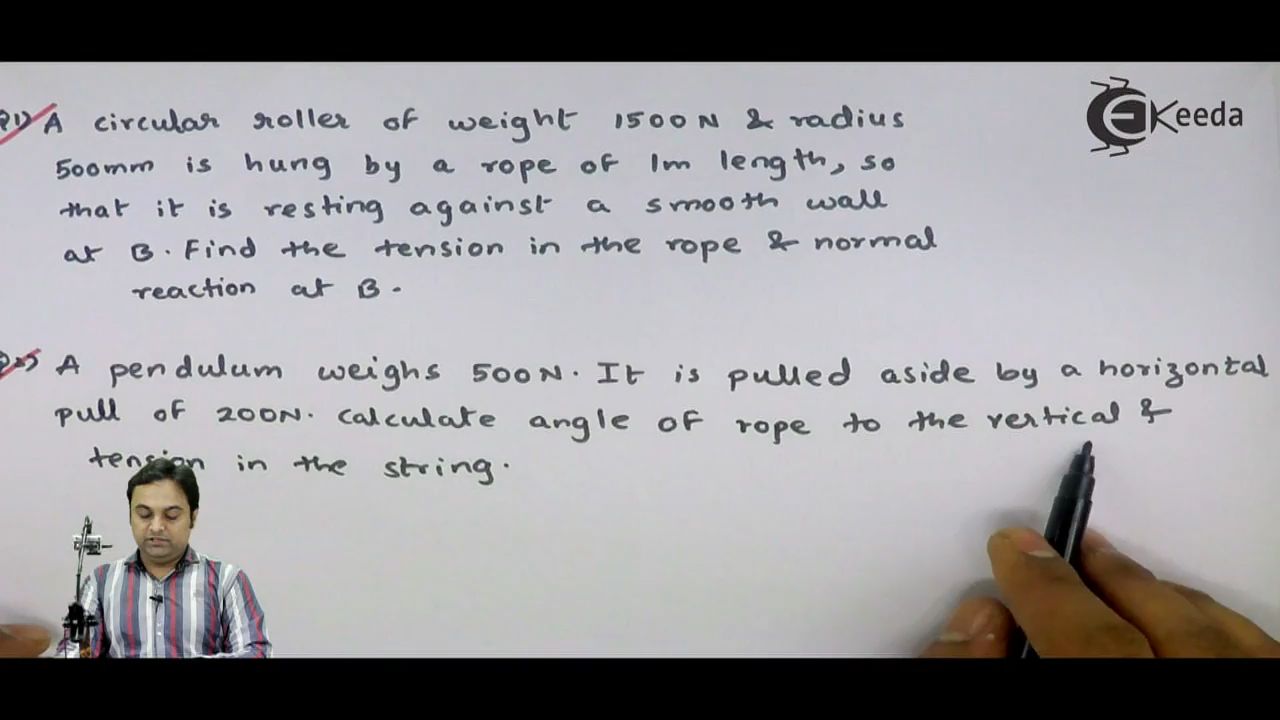 Q1) A circular roller of weight 1500N & radius
500mm is hung by a rope of 1m length, so
that it is resting against a smooth wall
at B. Find the tension in the rope & normal
reaction at B.
Q2) A pendulum weighs 500N. It is pulled aside by a horizontal
pull of 200N. Calculate angle of rope to the vertical &
tension in the string.
EKeeda